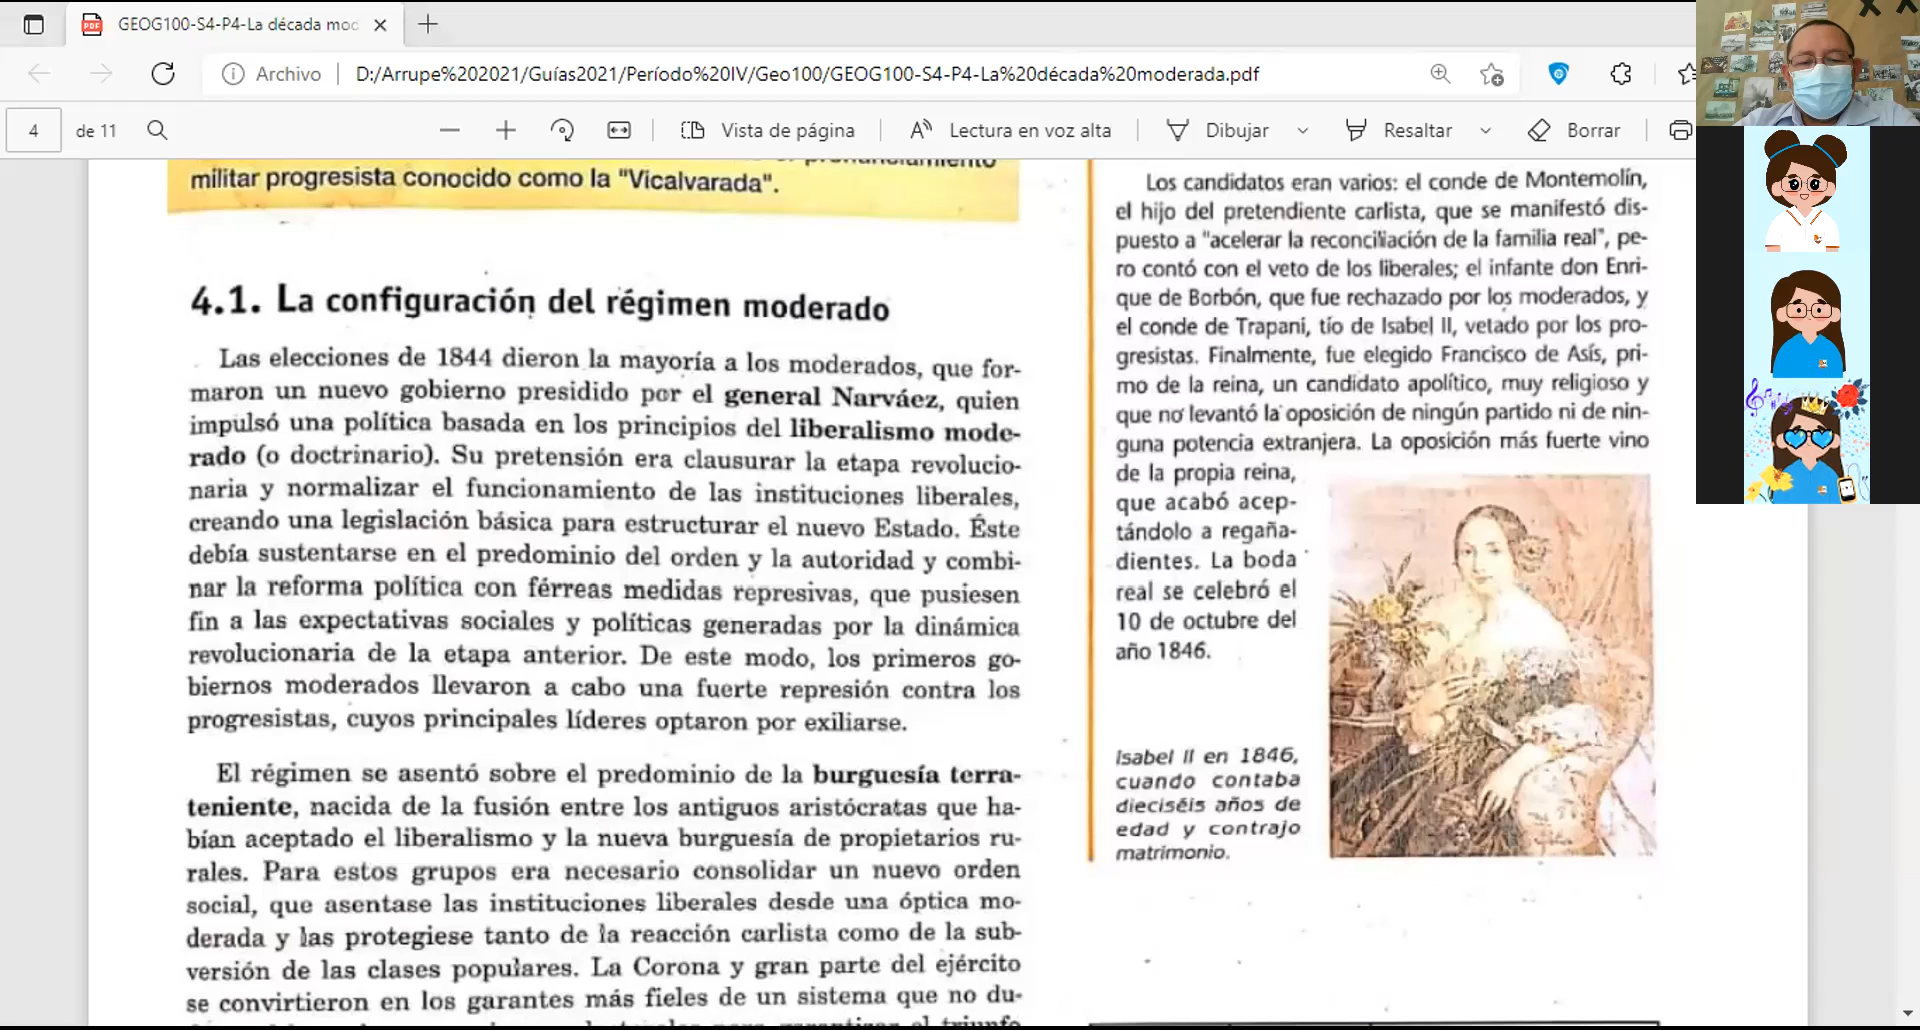 GEOG100-S4-P4-La década mod
Archivo
D:/Arrupe%202021/Guías2021/Período%20IV/Geo100/GEOG100-S4-P4-La%20década%20moderada.pdf
4 de 11
Vista de página
Lectura en voz alta
Dibujar
Resaltar
Borrar
militar progresista conocido como la "Vicalvarada".
4.1. La configuración del régimen moderado
Las elecciones de 1844 dieron la mayoría a los moderados, que for-
maron un nuevo gobierno presidido por el general Narváez, quien
impulsó una política basada en los principios del liberalismo mode-
rado (o doctrinario). Su pretensión era clausurar la etapa revolucio-
naria y normalizar el funcionamiento de las instituciones liberales,
creando una legislación básica para estructurar el nuevo Estado. Éste
debía sustentarse en el predominio del orden y la autoridad y combi-
nar la reforma política con férreas medidas represivas, que pusiesen
fin a las expectativas sociales y políticas generadas por la dinámica
revolucionaria de la etapa anterior. De este modo, los primeros go-
biernos moderados llevaron a cabo una fuerte represión contra los
progresistas, cuyos principales líderes optaron por exiliarse.
El régimen se asentó sobre el predominio de la burguesía terra-
teniente, nacida de la fusión entre los antiguos aristócratas que ha-
bían aceptado el liberalismo y la nueva burguesía de propietarios ru-
rales. Para estos grupos era necesario consolidar un nuevo orden
social, que asentase las instituciones liberales desde una óptica mo-
derada y las protegiese tanto de la reacción carlista como de la sub-
versión de las clases populares. La Corona y gran parte del ejército
se convirtieron en los garantes más fieles de un sistema que no du-
Los candidatos eran varios: el conde de Montemolín,
el hijo del pretendiente carlista, que se manifestó dis-
puesto a "acelerar la reconciliación de la familia real", pe-
ro contó con el veto de los liberales; el infante don Enri-
que de Borbón, que fue rechazado por los moderados, y
el conde de Trapani, tío de Isabel II, vetado por los pro-
gresistas. Finalmente, fue elegido Francisco de Asís, pri-
mo de la reina, un candidato apolítico, muy religioso y
que no levantó la oposición de ningún partido ni de nin-
guna potencia extranjera. La oposición más fuerte vino
de la propia reina,
que acabó acep-
tándolo a regaña-
dientes. La boda
real se celebró el
10 de octubre del
año 1846.
Isabel II en 1846,
cuando contaba
dieciséis años de
edad y contrajo
matrimonio.